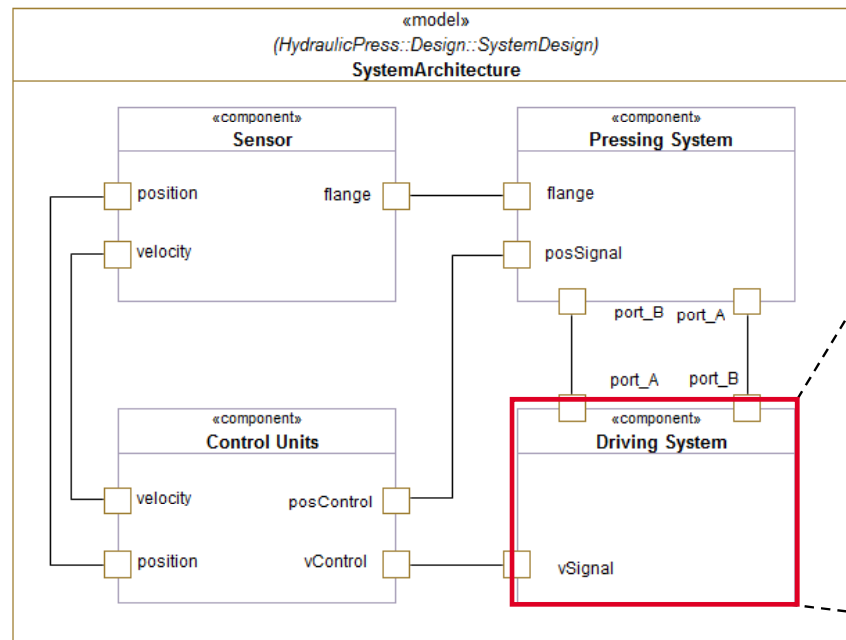 «model»
(HydraulicPress::Design::SystemDesign)
SystemArchitecture
«component»
Sensor
position
flange
velocity
«component»
Pressing System
flange
posSignal
port_B
port_A
port_A
port_B
«component»
Control Units
velocity
posControl
position
vControl
«component»
Driving System
vSignal